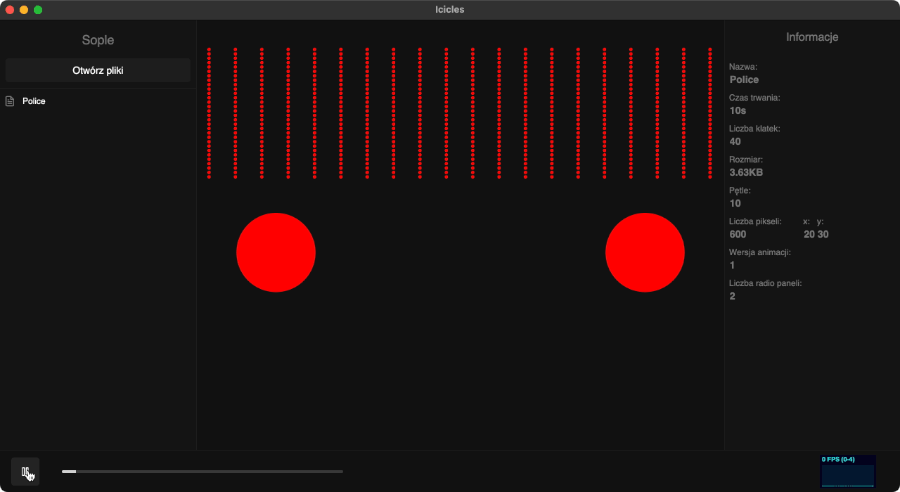 Icicles
Sople
Otwórz pliki
Police
Informacje
Nazwa:
Police
Czas trwania:
10s
Liczba klatek:
40
Rozmiar:
3.63KB
Pętle:
10
Liczba pikseli: x: y:
600 20 30
Wersja animacji:
1
Liczba radio paneli:
2
0 FPS (0-4)